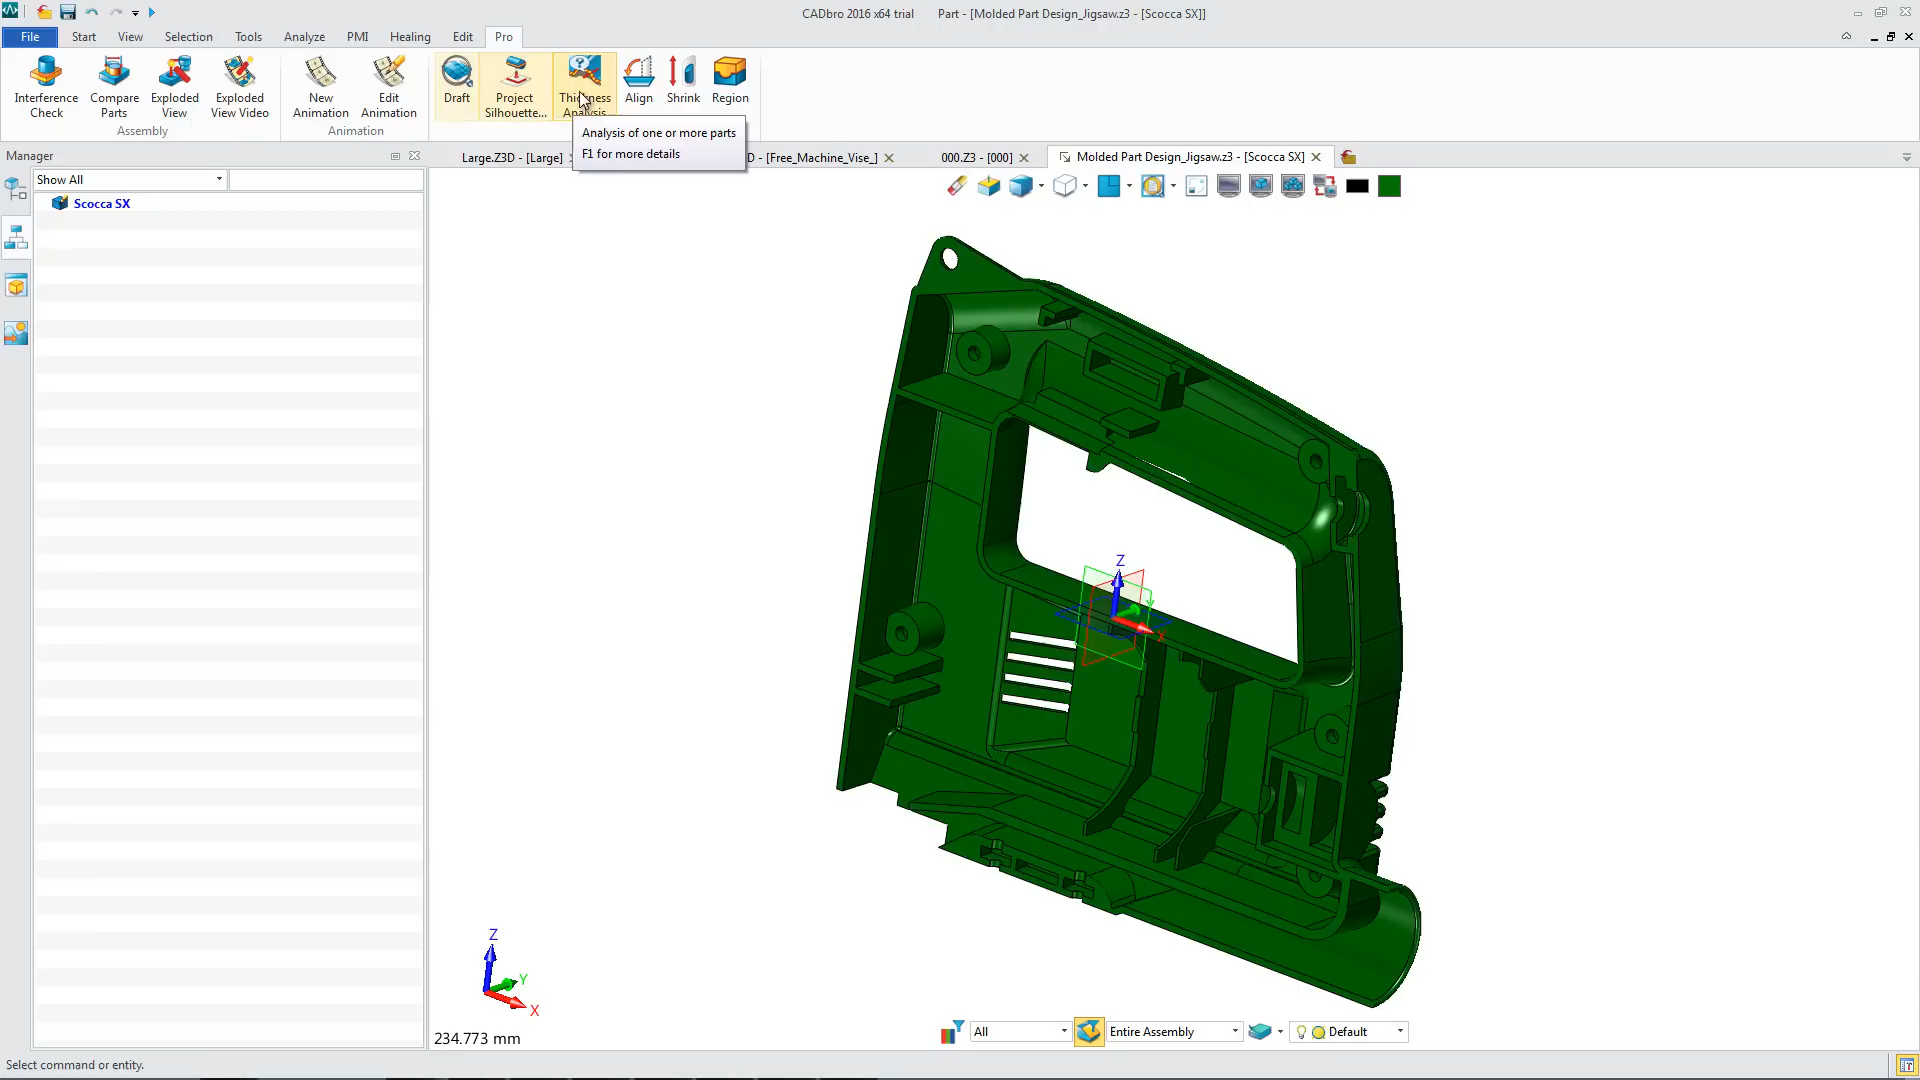 CADbro 2016 x64 trial Part - [Molded Part Design_Jigsaw.z3 - [Scocca SX]]
File Start View Selection Tools Analyze PMI Healing Edit Pro
Interference Check
Compare Parts
Exploded View
Exploded View Video
New Animation
Edit Animation
Draft
Project Silhouette...
Thickness Analysis
Align
Shrink
Region
Assembly
Animation
Analysis of one or more parts
F1 for more details
Manager
Large.Z3D - [Large]
D - [Free_Machine_Vise_]
000.Z3 - [000]
Molded Part Design_Jigsaw.z3 - [Scocca SX]
Show All
Scocca SX
Z
X
Z
Y
X
234.773 mm
All
Entire Assembly
Default
Select command or entity.